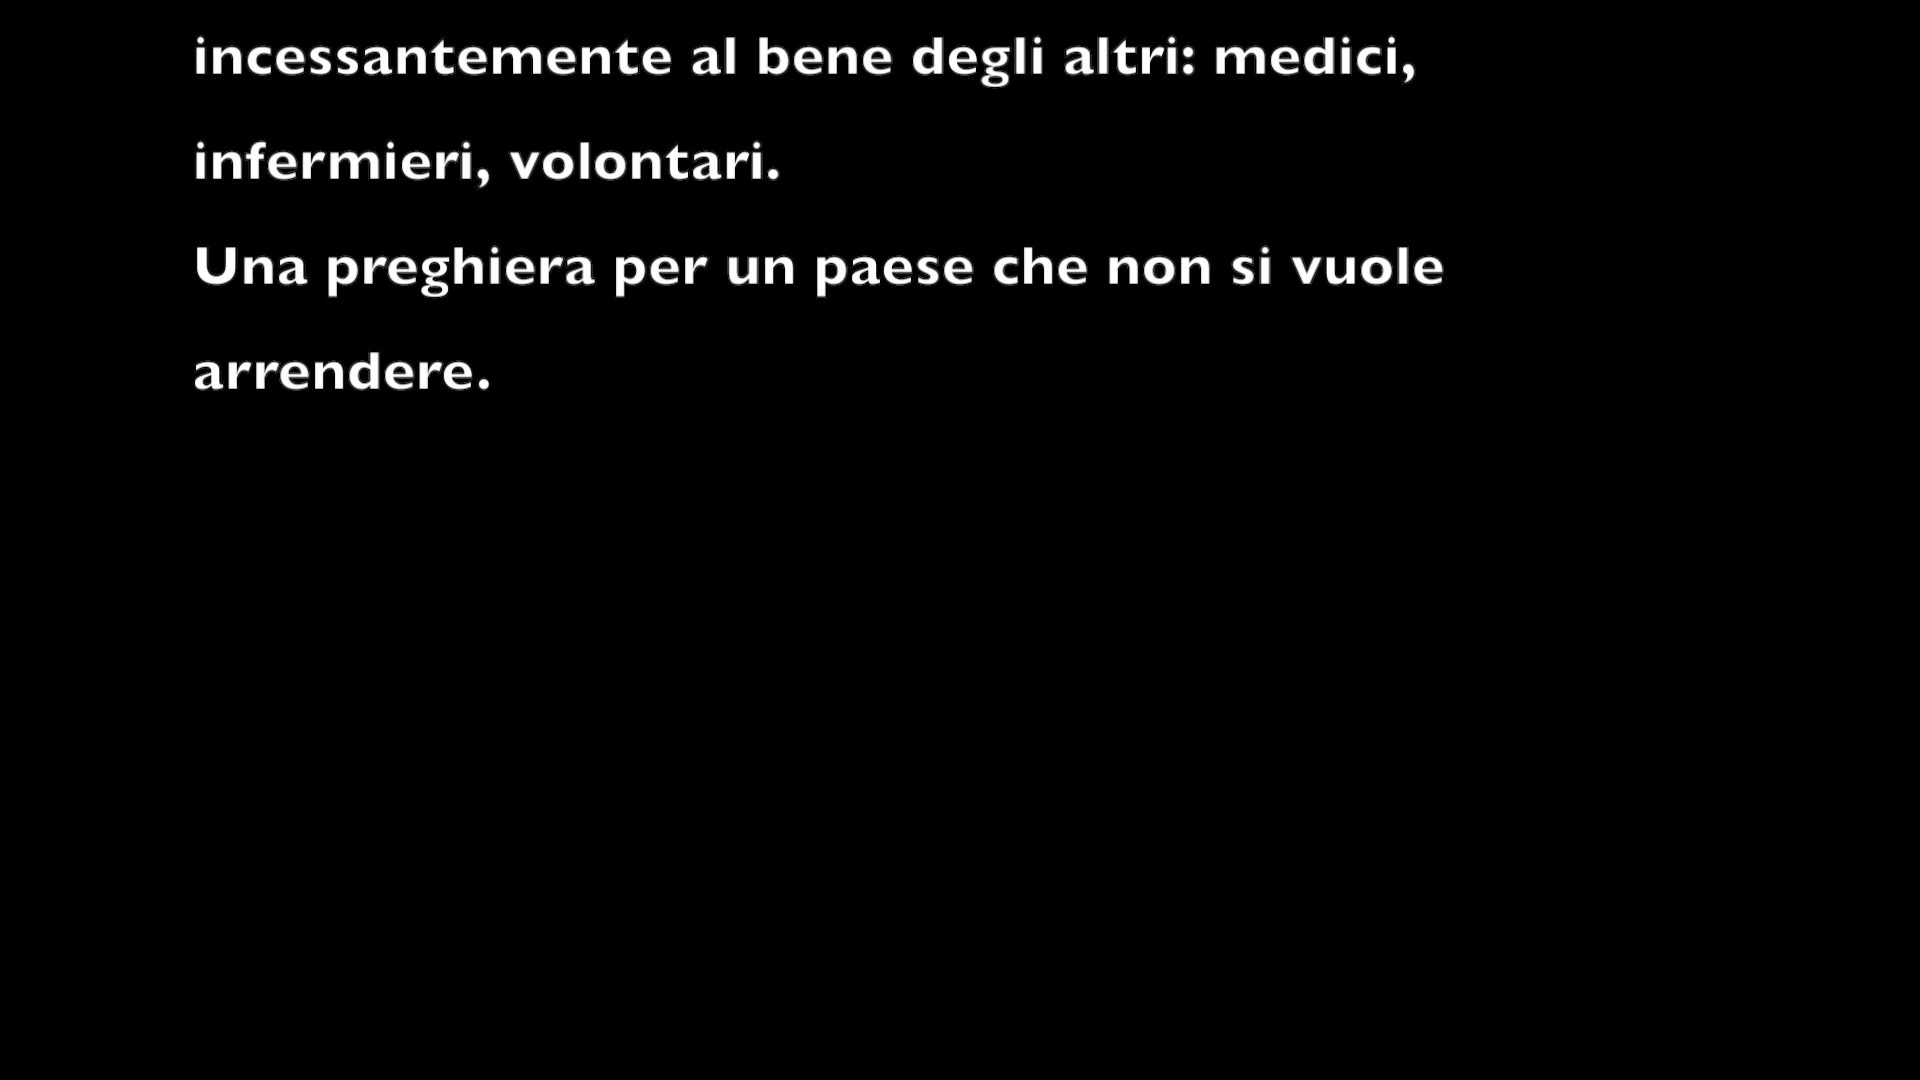 incessantemente al bene degli altri: medici,
infermieri, volontari.
Una preghiera per un paese che non si vuole
arrendere.